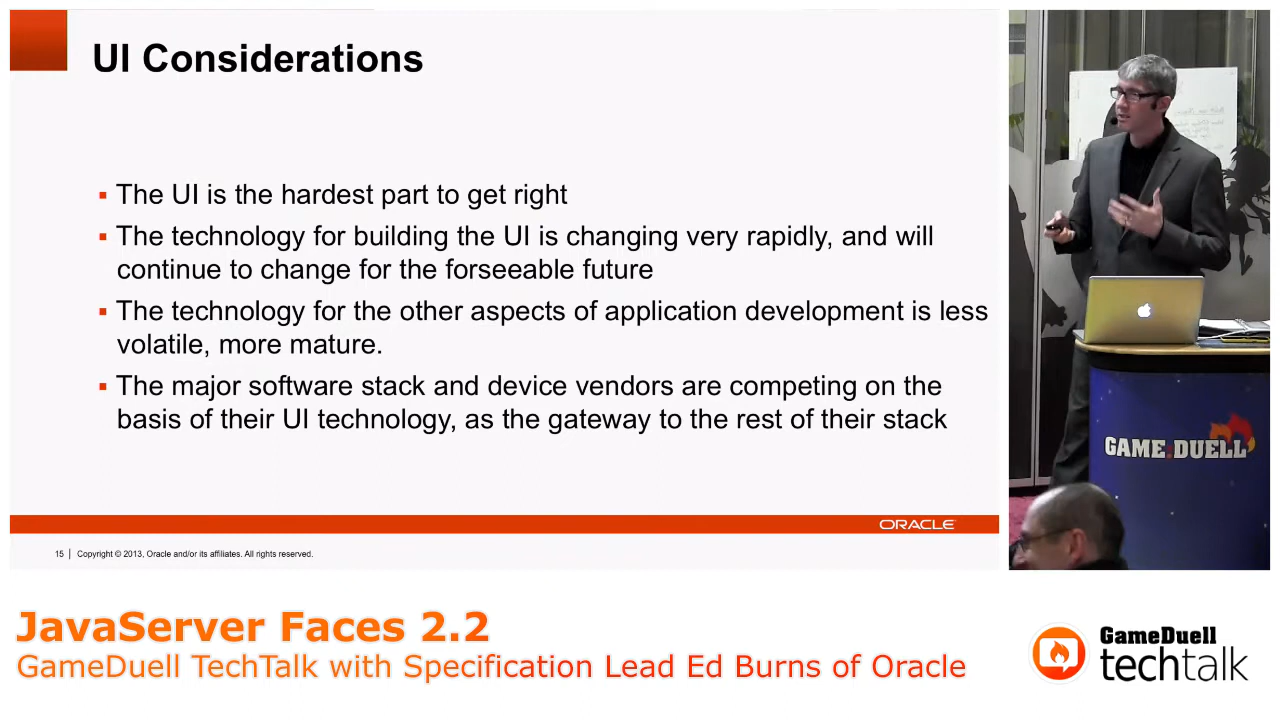 UI Considerations
▪ The UI is the hardest part to get right
▪ The technology for building the UI is changing very rapidly, and will
continue to change for the forseeable future
▪ The technology for the other aspects of application development is less
volatile, more mature.
▪ The major software stack and device vendors are competing on the
basis of their UI technology, as the gateway to the rest of their stack
ORACLE
15 | Copyright © 2013, Oracle and/or its affiliates. All rights reserved.
GAME:DUELL
JavaServer Faces 2.2
GameDuell TechTalk with Specification Lead Ed Burns of Oracle
GameDuell
techtalk